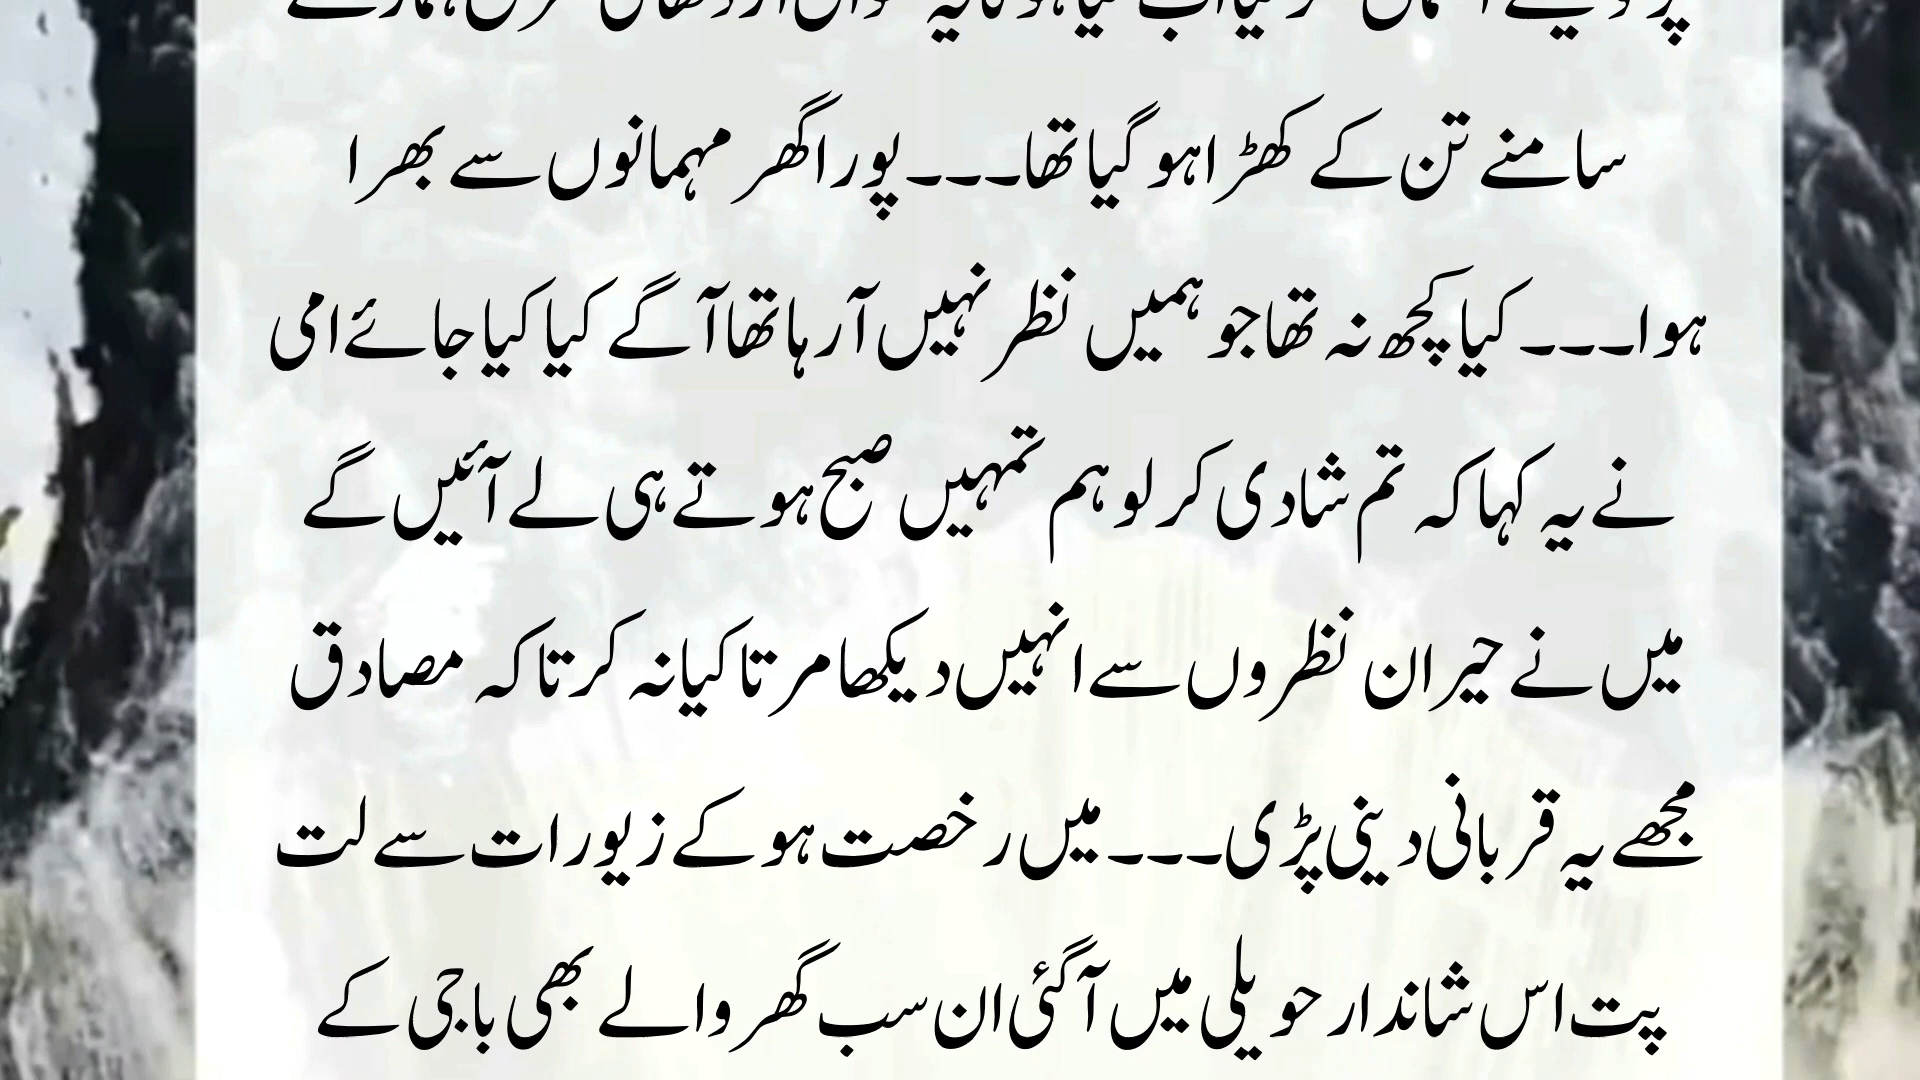 سامنے تن کے کھڑا ہو گیا تھا۔۔۔پورا گھر مہمانوں سے بھرا
ہوا۔۔۔کیا کچھ نہ تھا جو ہمیں نظر نہیں آرہا تھا آگے کیا کیا جائے امی
نے یہ کہا کہ تم شادی کر لو ہم تمہیں صبح ہوتے ہی لے آئیں گے
میں نے حیران نظروں سے انہیں دیکھا مرتا کیا نہ کرتا کہ مصادق
مجھے یہ قربانی دینی پڑی۔۔۔میں رخصت ہو کے زیورات سے لت
پت اس شاندار حویلی میں آگئی ان سب گھر والے بھی باجی کے